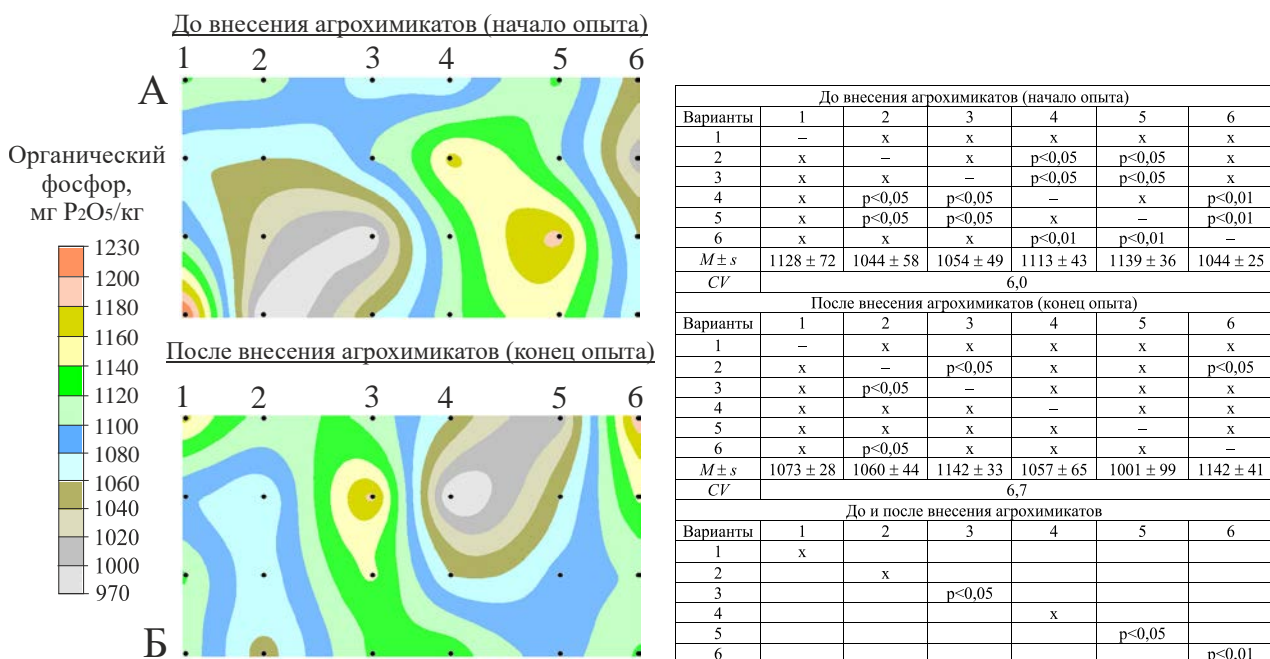 До внесения агрохимикатов (начало опыта)
1 2 3 4 5 6
А
Органический
фосфор,
мг P2O5/кг
1230
1200
1180
1160
1140
1120
1100
1080
1060
1040
1020
1000
970
После внесения агрохимикатов (конец опыта)
1 2 3 4 5 6
Б
До внесения агрохимикатов (начало опыта)
Варианты 1 2 3 4 5 6
1 – x x x x x
2 x – x p<0,05 p<0,05 x
3 x x – p<0,05 p<0,05 x
4 x p<0,05 p<0,05 – x p<0,01
5 x p<0,05 p<0,05 x – p<0,01
6 x x x p<0,01 p<0,01 –
M ± s 1128 ± 72 1044 ± 58 1054 ± 49 1113 ± 43 1139 ± 36 1044 ± 25
CV 6,0
После внесения агрохимикатов (конец опыта)
Варианты 1 2 3 4 5 6
1 – x x x x x
2 x – p<0,05 x x p<0,05
3 x p<0,05 – x x x
4 x x x – x x
5 x x x x – x
6 x p<0,05 x x x –
M ± s 1073 ± 28 1060 ± 44 1142 ± 33 1057 ± 65 1001 ± 99 1142 ± 41
CV 6,7
До и после внесения агрохимикатов
Варианты 1 2 3 4 5 6
1 x
2 x
3 p<0,05
4 x
5 p<0,05
6 p<0,01